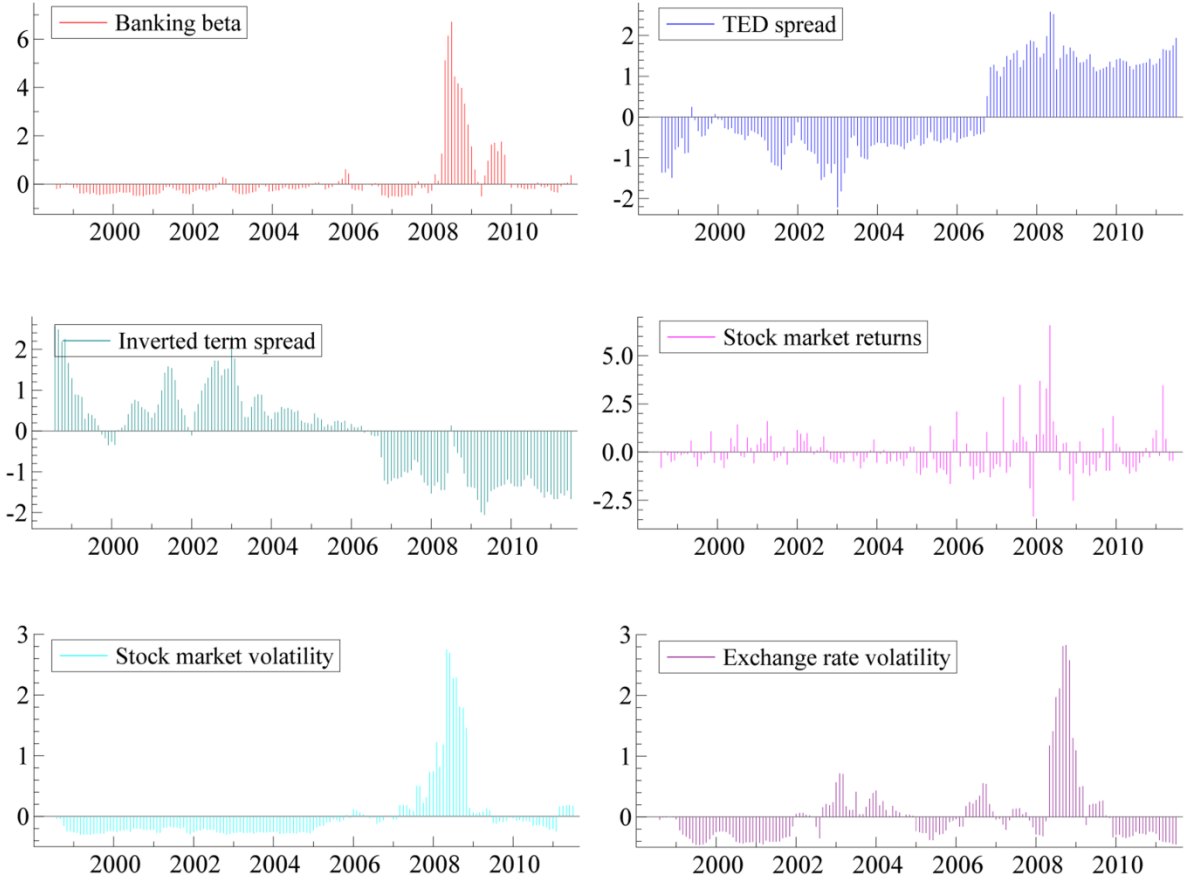 Banking beta
6
4
2
0
2000 2002 2004 2006 2008 2010
TED spread
2
1
0
-1
-2
2000 2002 2004 2006 2008 2010
Inverted term spread
2
1
0
-1
-2
2000 2002 2004 2006 2008 2010
Stock market returns
5.0
2.5
0.0
-2.5
2000 2002 2004 2006 2008 2010
Stock market volatility
3
2
1
0
2000 2002 2004 2006 2008 2010
Exchange rate volatility
3
2
1
0
2000 2002 2004 2006 2008 2010